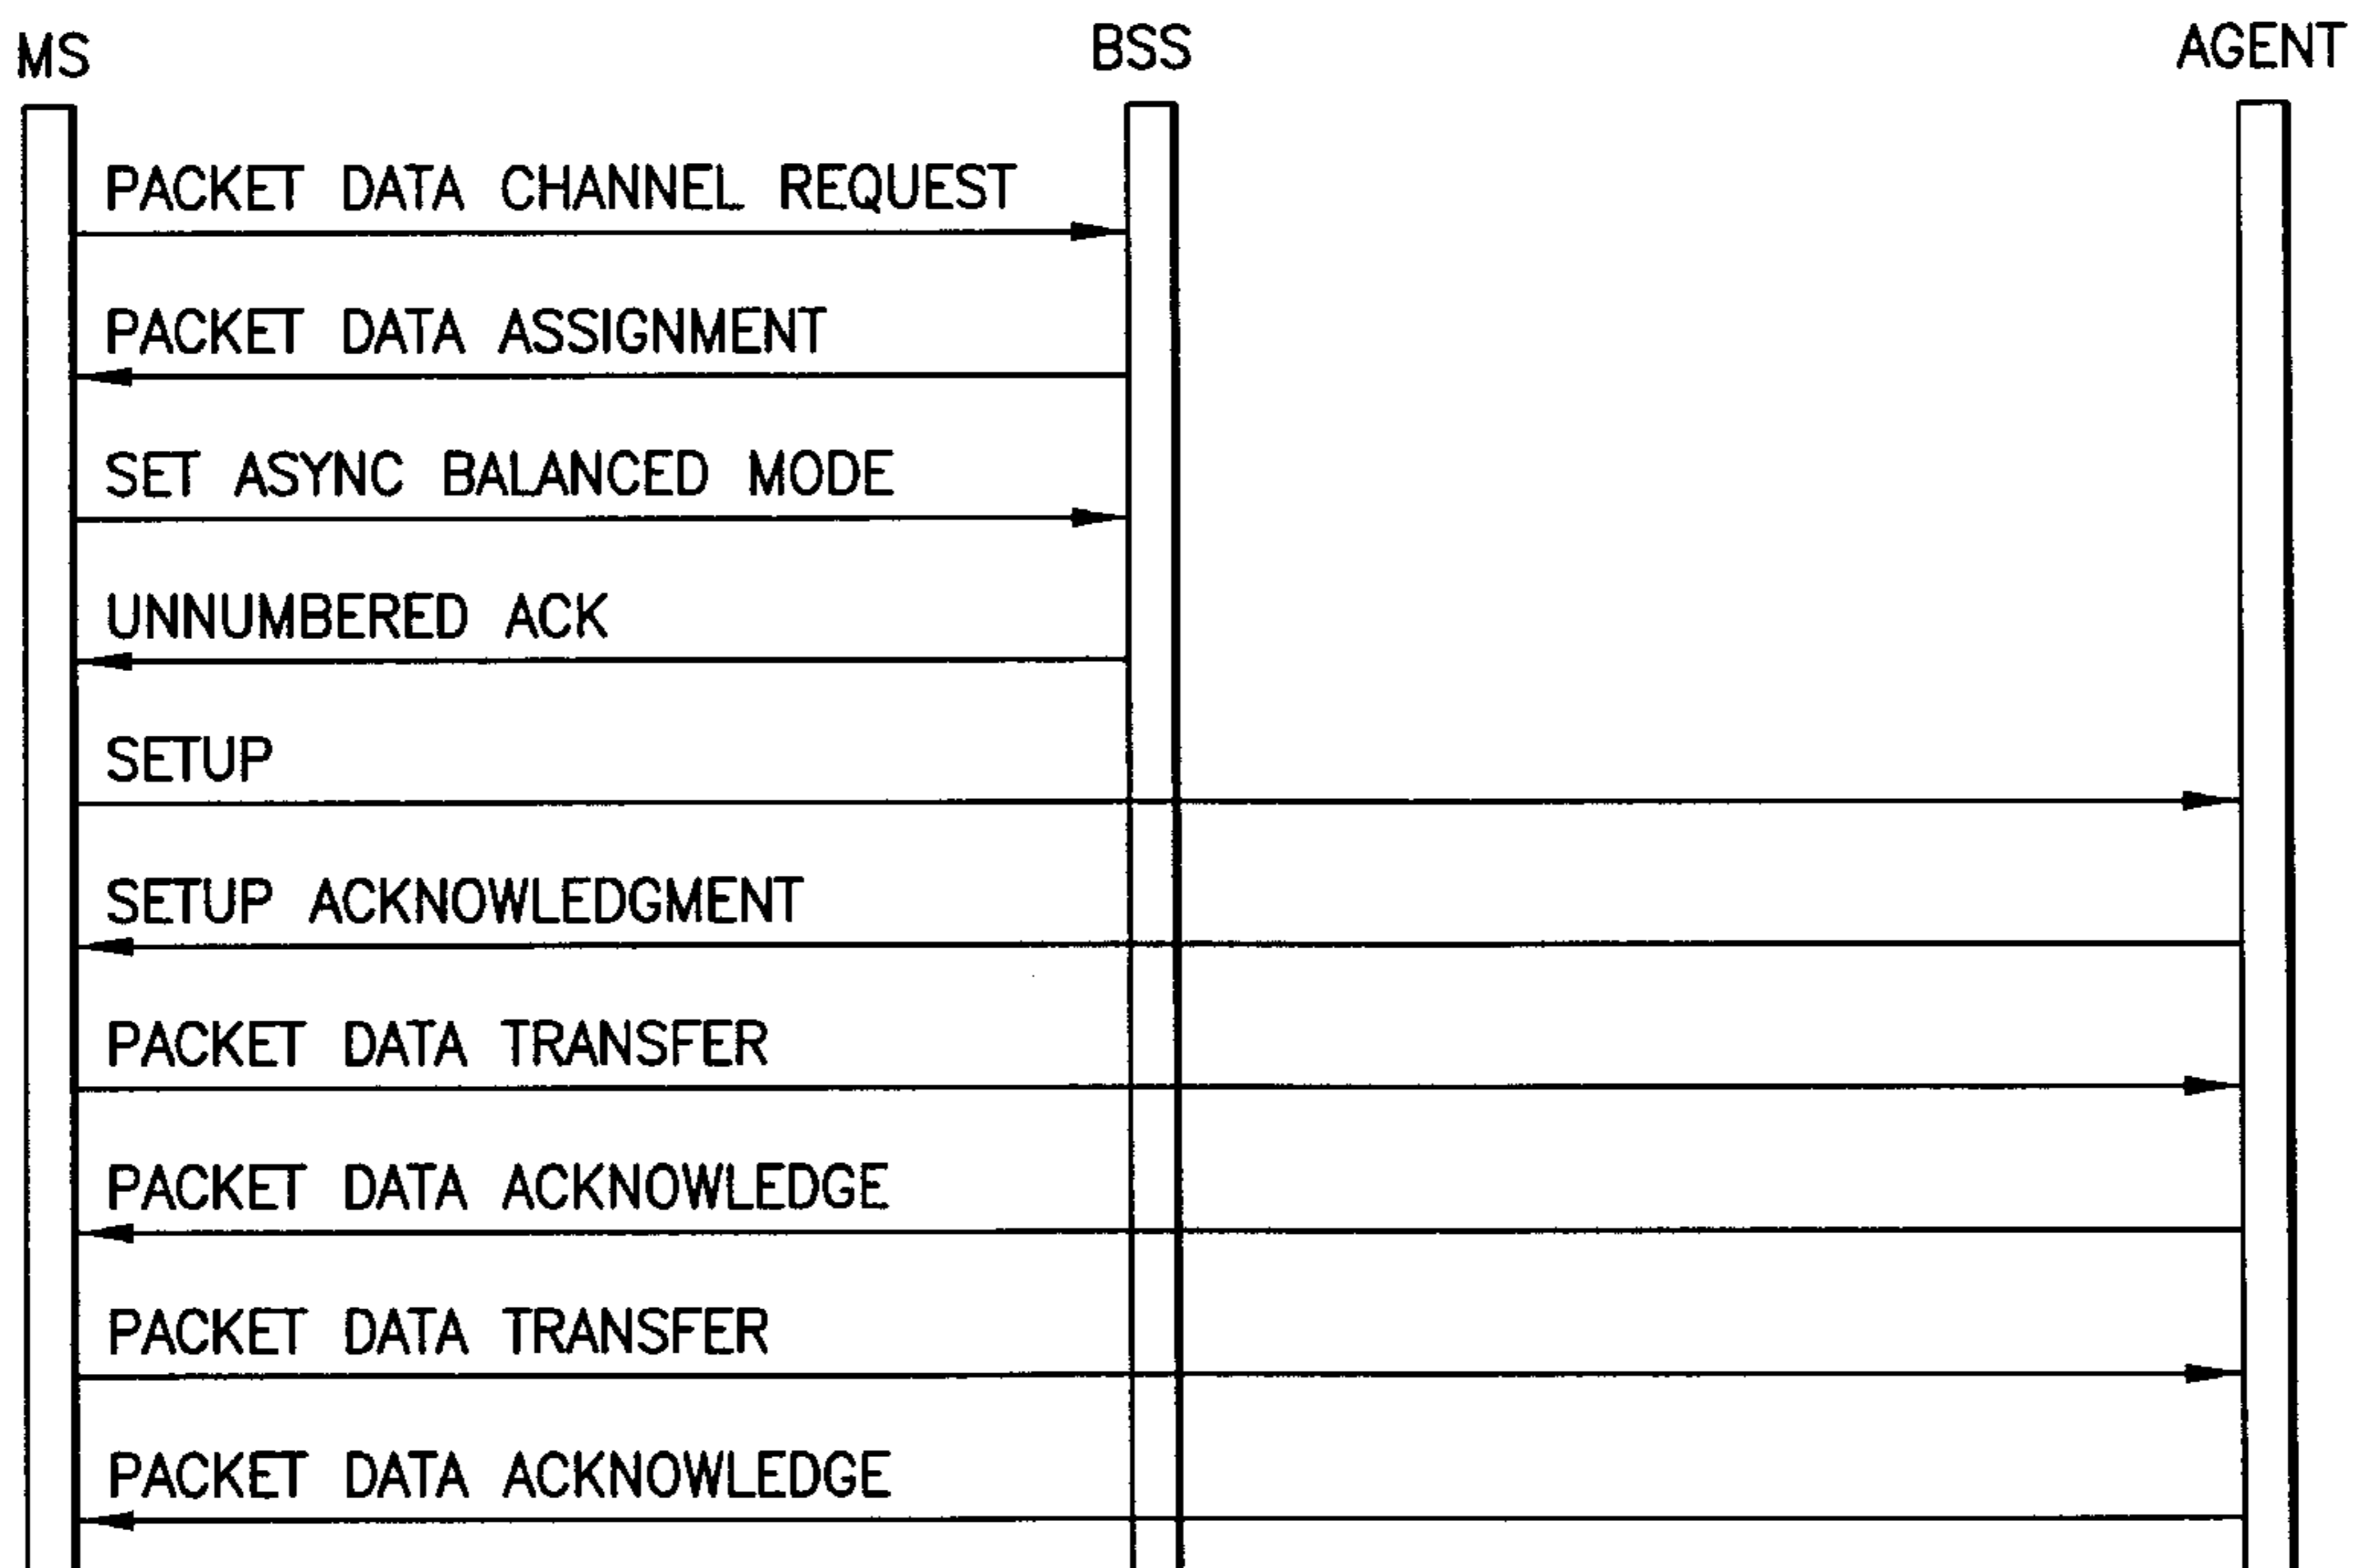 MS BSS AGENT
PACKET DATA CHANNEL REQUEST
PACKET DATA ASSIGNMENT
SET ASYNC BALANCED MODE
UNNUMBERED ACK
SETUP
SETUP ACKNOWLEDGMENT
PACKET DATA TRANSFER
PACKET DATA ACKNOWLEDGE
PACKET DATA TRANSFER
PACKET DATA ACKNOWLEDGE